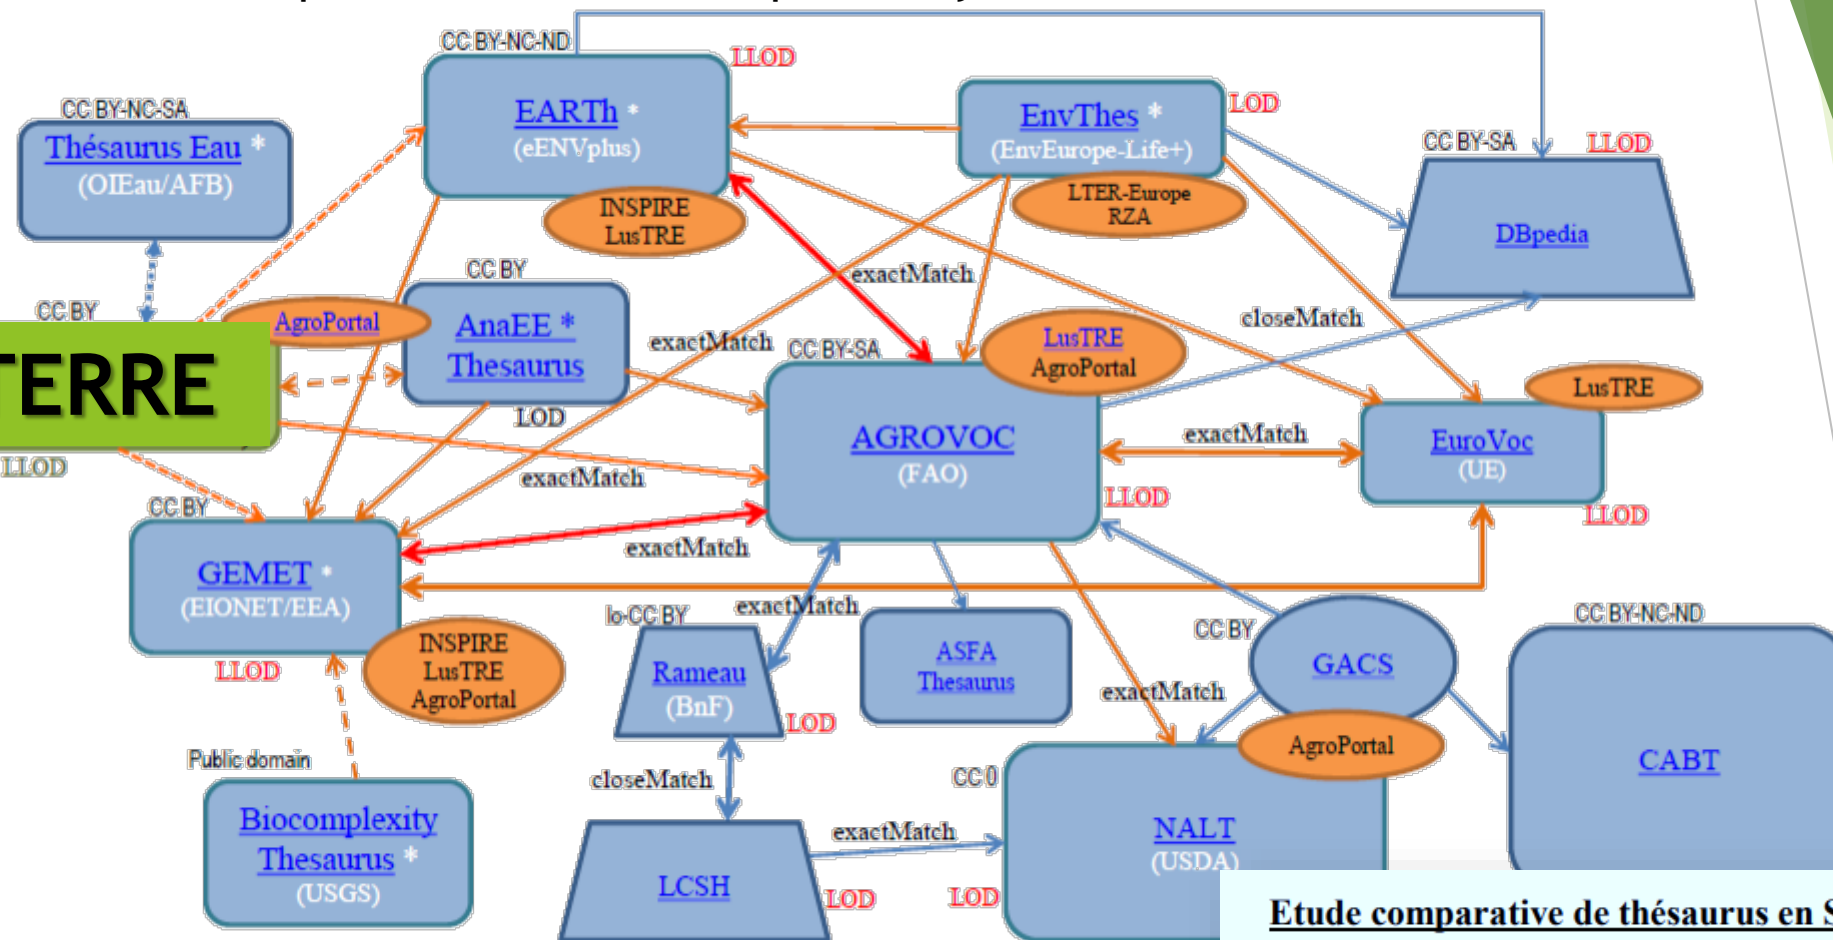 CC BY-NC-ND
LLOD
EARTh *
(eENVplus)
INSPIRE
LusTRE
EnvThes *
(EnvEurope-Life+)
LOD
LTER-Europe
RZA
CC BY-NC-SA
Thésaurus Eau *
(OIEau/AFB)
CC BY-SA
LLOD
DBpedia
CC BY
TERRE
LLOD
AgroPortal
CC BY
AnaEE *
Thesaurus
LOD
exactMatch
exactMatch
closeMatch
CC BY-SA
LusTRE
AgroPortal
AGROVOC
(FAO)
LLOD
exactMatch
LusTRE
EuroVoc
(UE)
LLOD
exactMatch
exactMatch
CC BY
GEMET *
(EIONET/EEA)
LLOD
INSPIRE
LusTRE
AgroPortal
Public domain
Biocomplexity
Thesaurus *
(USGS)
lo-CC BY
exactMatch
Rameau
(BnF)
LOD
closeMatch
LCSH
LOD
exactMatch
ASFA
Thesaurus
exactMatch
CC BY
GACS
AgroPortal
CC 0
NALT
(USDA)
LOD
CC BY-NC-ND
CABT
Etude comparative de thésaurus en S